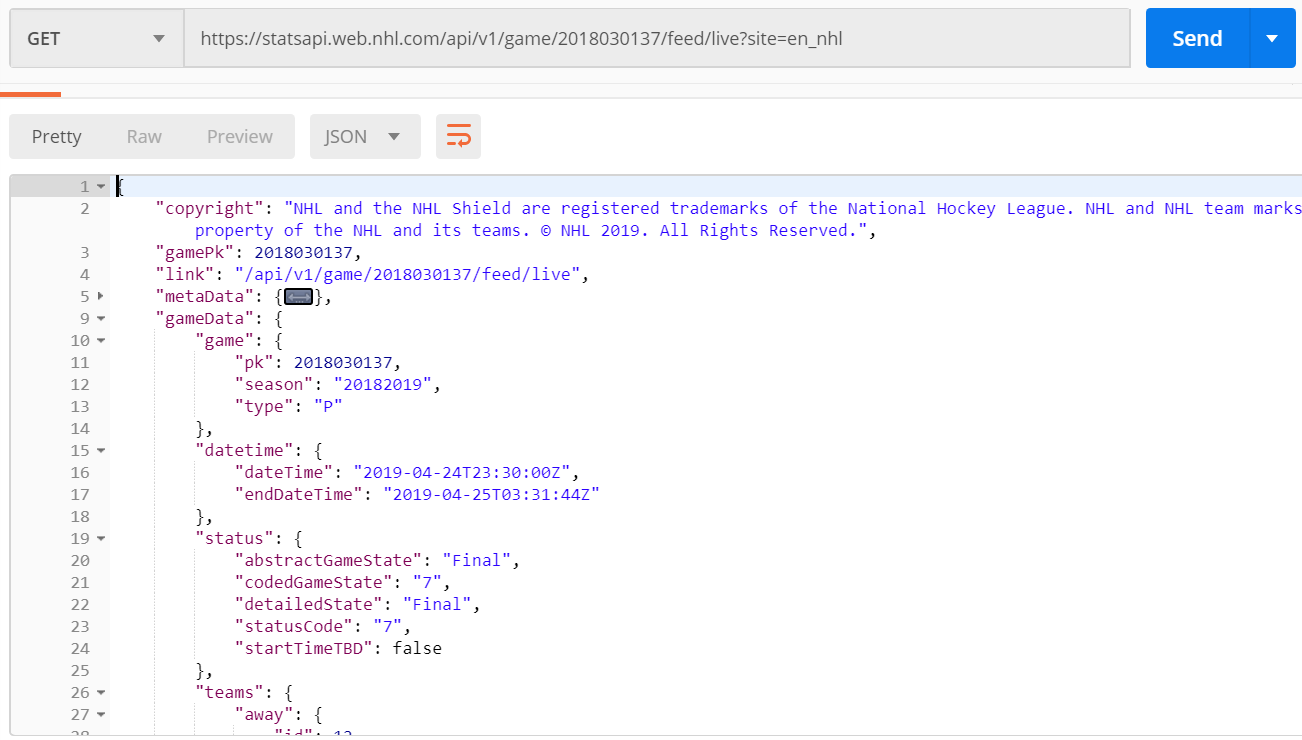 GET https://statsapi.web.nhl.com/api/v1/game/2018030137/feed/live?site=en_nhl Send
Pretty Raw Preview JSON
1 {
2 "copyright": "NHL and the NHL Shield are registered trademarks of the National Hockey League. NHL and NHL team marks
property of the NHL and its teams. © NHL 2019. All Rights Reserved.",
3 "gamePk": 2018030137,
4 "link": "/api/v1/game/2018030137/feed/live",
5 "metaData": {},
9 "gameData": {
10 "game": {
11 "pk": 2018030137,
12 "season": "20182019",
13 "type": "P"
14 },
15 "datetime": {
16 "dateTime": "2019-04-24T23:30:00Z",
17 "endDateTime": "2019-04-25T03:31:44Z"
18 },
19 "status": {
20 "abstractGameState": "Final",
21 "codedGameState": "7",
22 "detailedState": "Final",
23 "statusCode": "7",
24 "startTimeTBD": false
25 },
26 "teams": {
27 "away": {
28 "id": 12